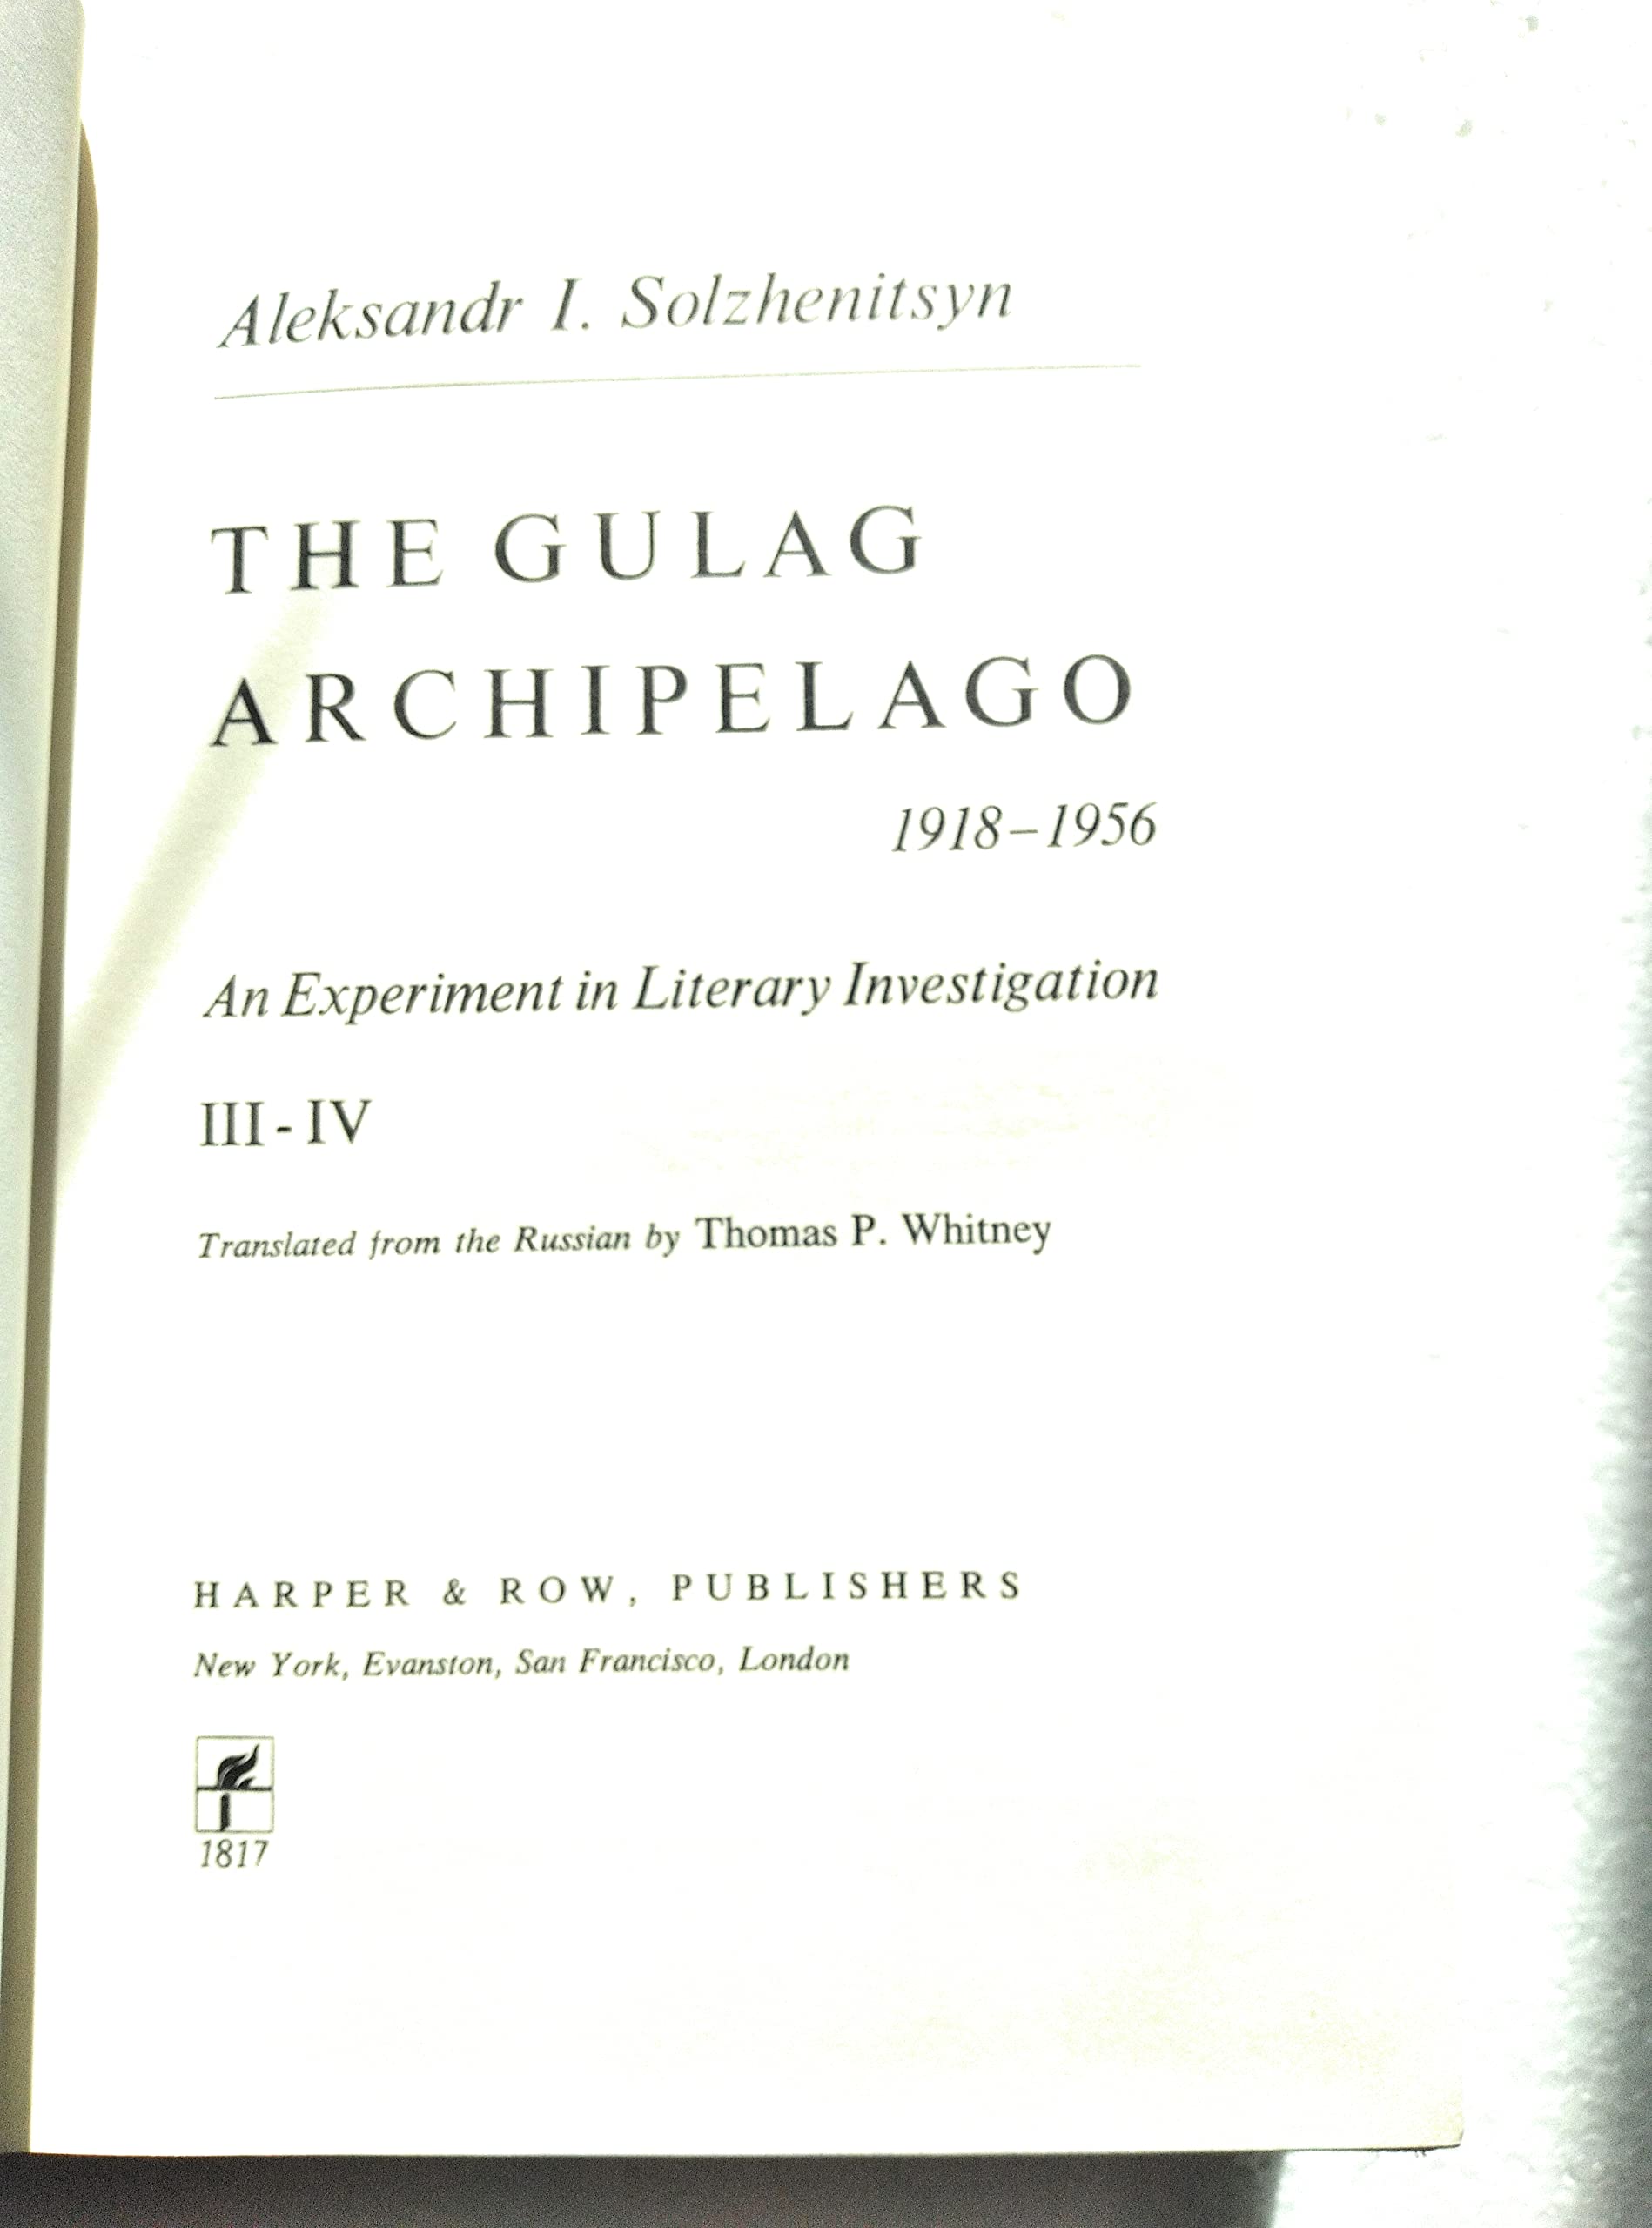 Aleksandr I. Solzhenitsyn
THE GULAG
ARCHIPELAGO
1918–1956
An Experiment in Literary Investigation
III - IV
Translated from the Russian by Thomas P. Whitney
HARPER & ROW, PUBLISHERS
New York, Evanston, San Francisco, London
1817